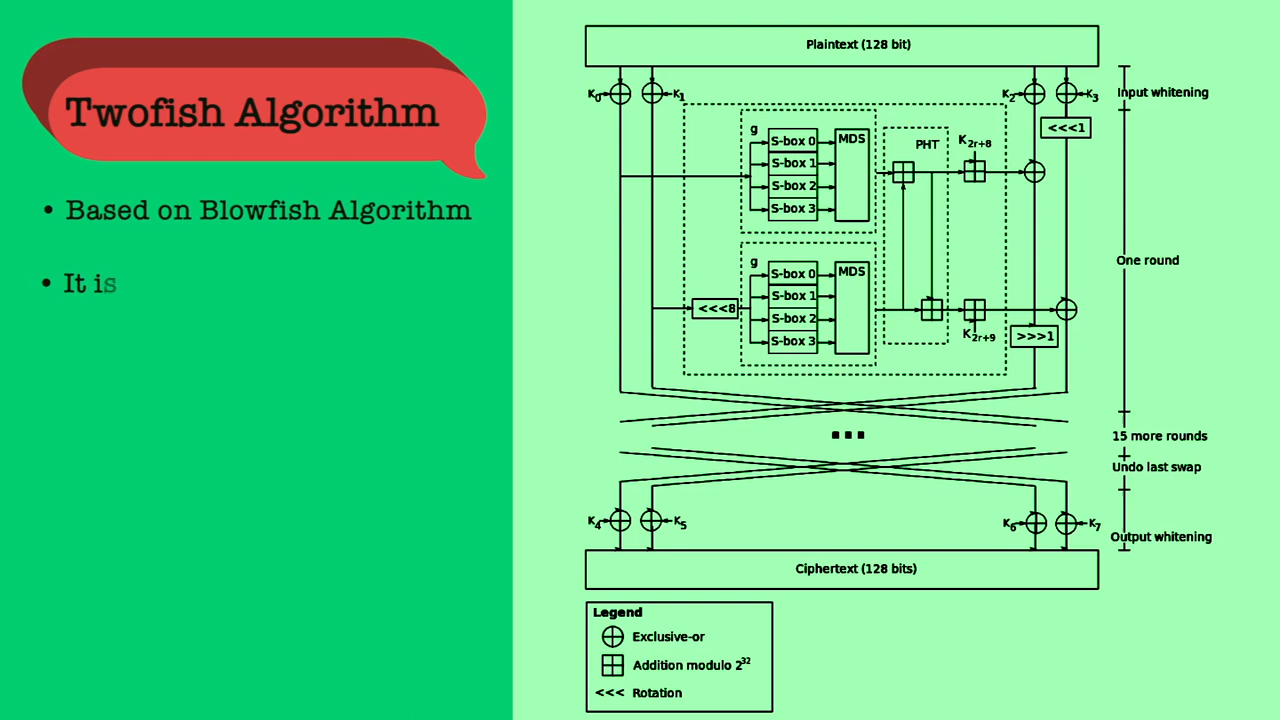 Twofish Algorithm
• Based on Blowfish Algorithm
• It is
Plaintext (128 bit)
K0 K1 K2 K3 Input whitening
<<<1
g
S-box 0 MDS PHT K2r+8
S-box 1
S-box 2
S-box 3
One round
g
S-box 0 MDS
S-box 1
<<<8
S-box 2
S-box 3 K2r+9 >>>1
15 more rounds
Undo last swap
K4 K5 K6 K7
Output whitening
Ciphertext (128 bits)
Legend
Exclusive-or
Addition modulo 2^32
<<< Rotation